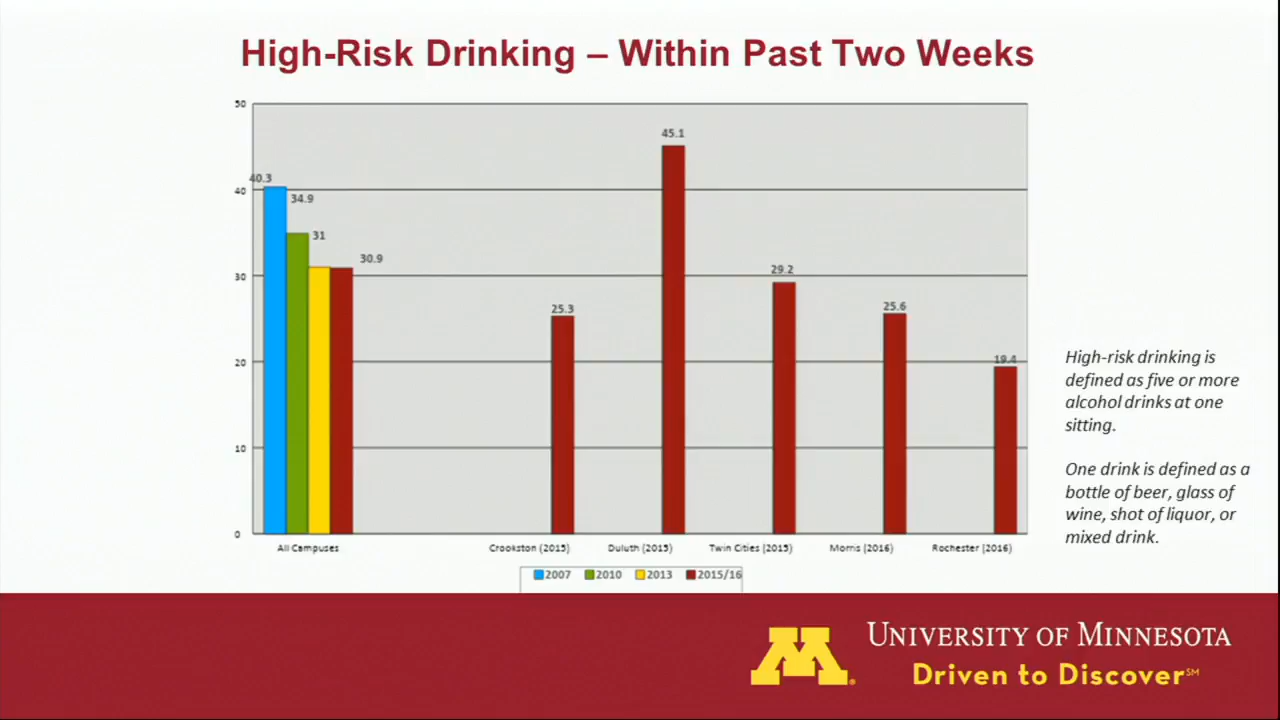 High-Risk Drinking – Within Past Two Weeks
50
40
30
20
10
0
40.3
34.9
31
30.9
25.3
45.1
29.2
25.6
19.4
All Campuses
Crookston (2015)
Duluth (2015)
Twin Cities (2015)
Morris (2016)
Rochester (2016)
2007 2010 2013 2015/16
High-risk drinking is
defined as five or more
alcohol drinks at one
sitting.
One drink is defined as a
bottle of beer, glass of
wine, shot of liquor, or
mixed drink.
M
UNIVERSITY OF MINNESOTA
Driven to Discover℠